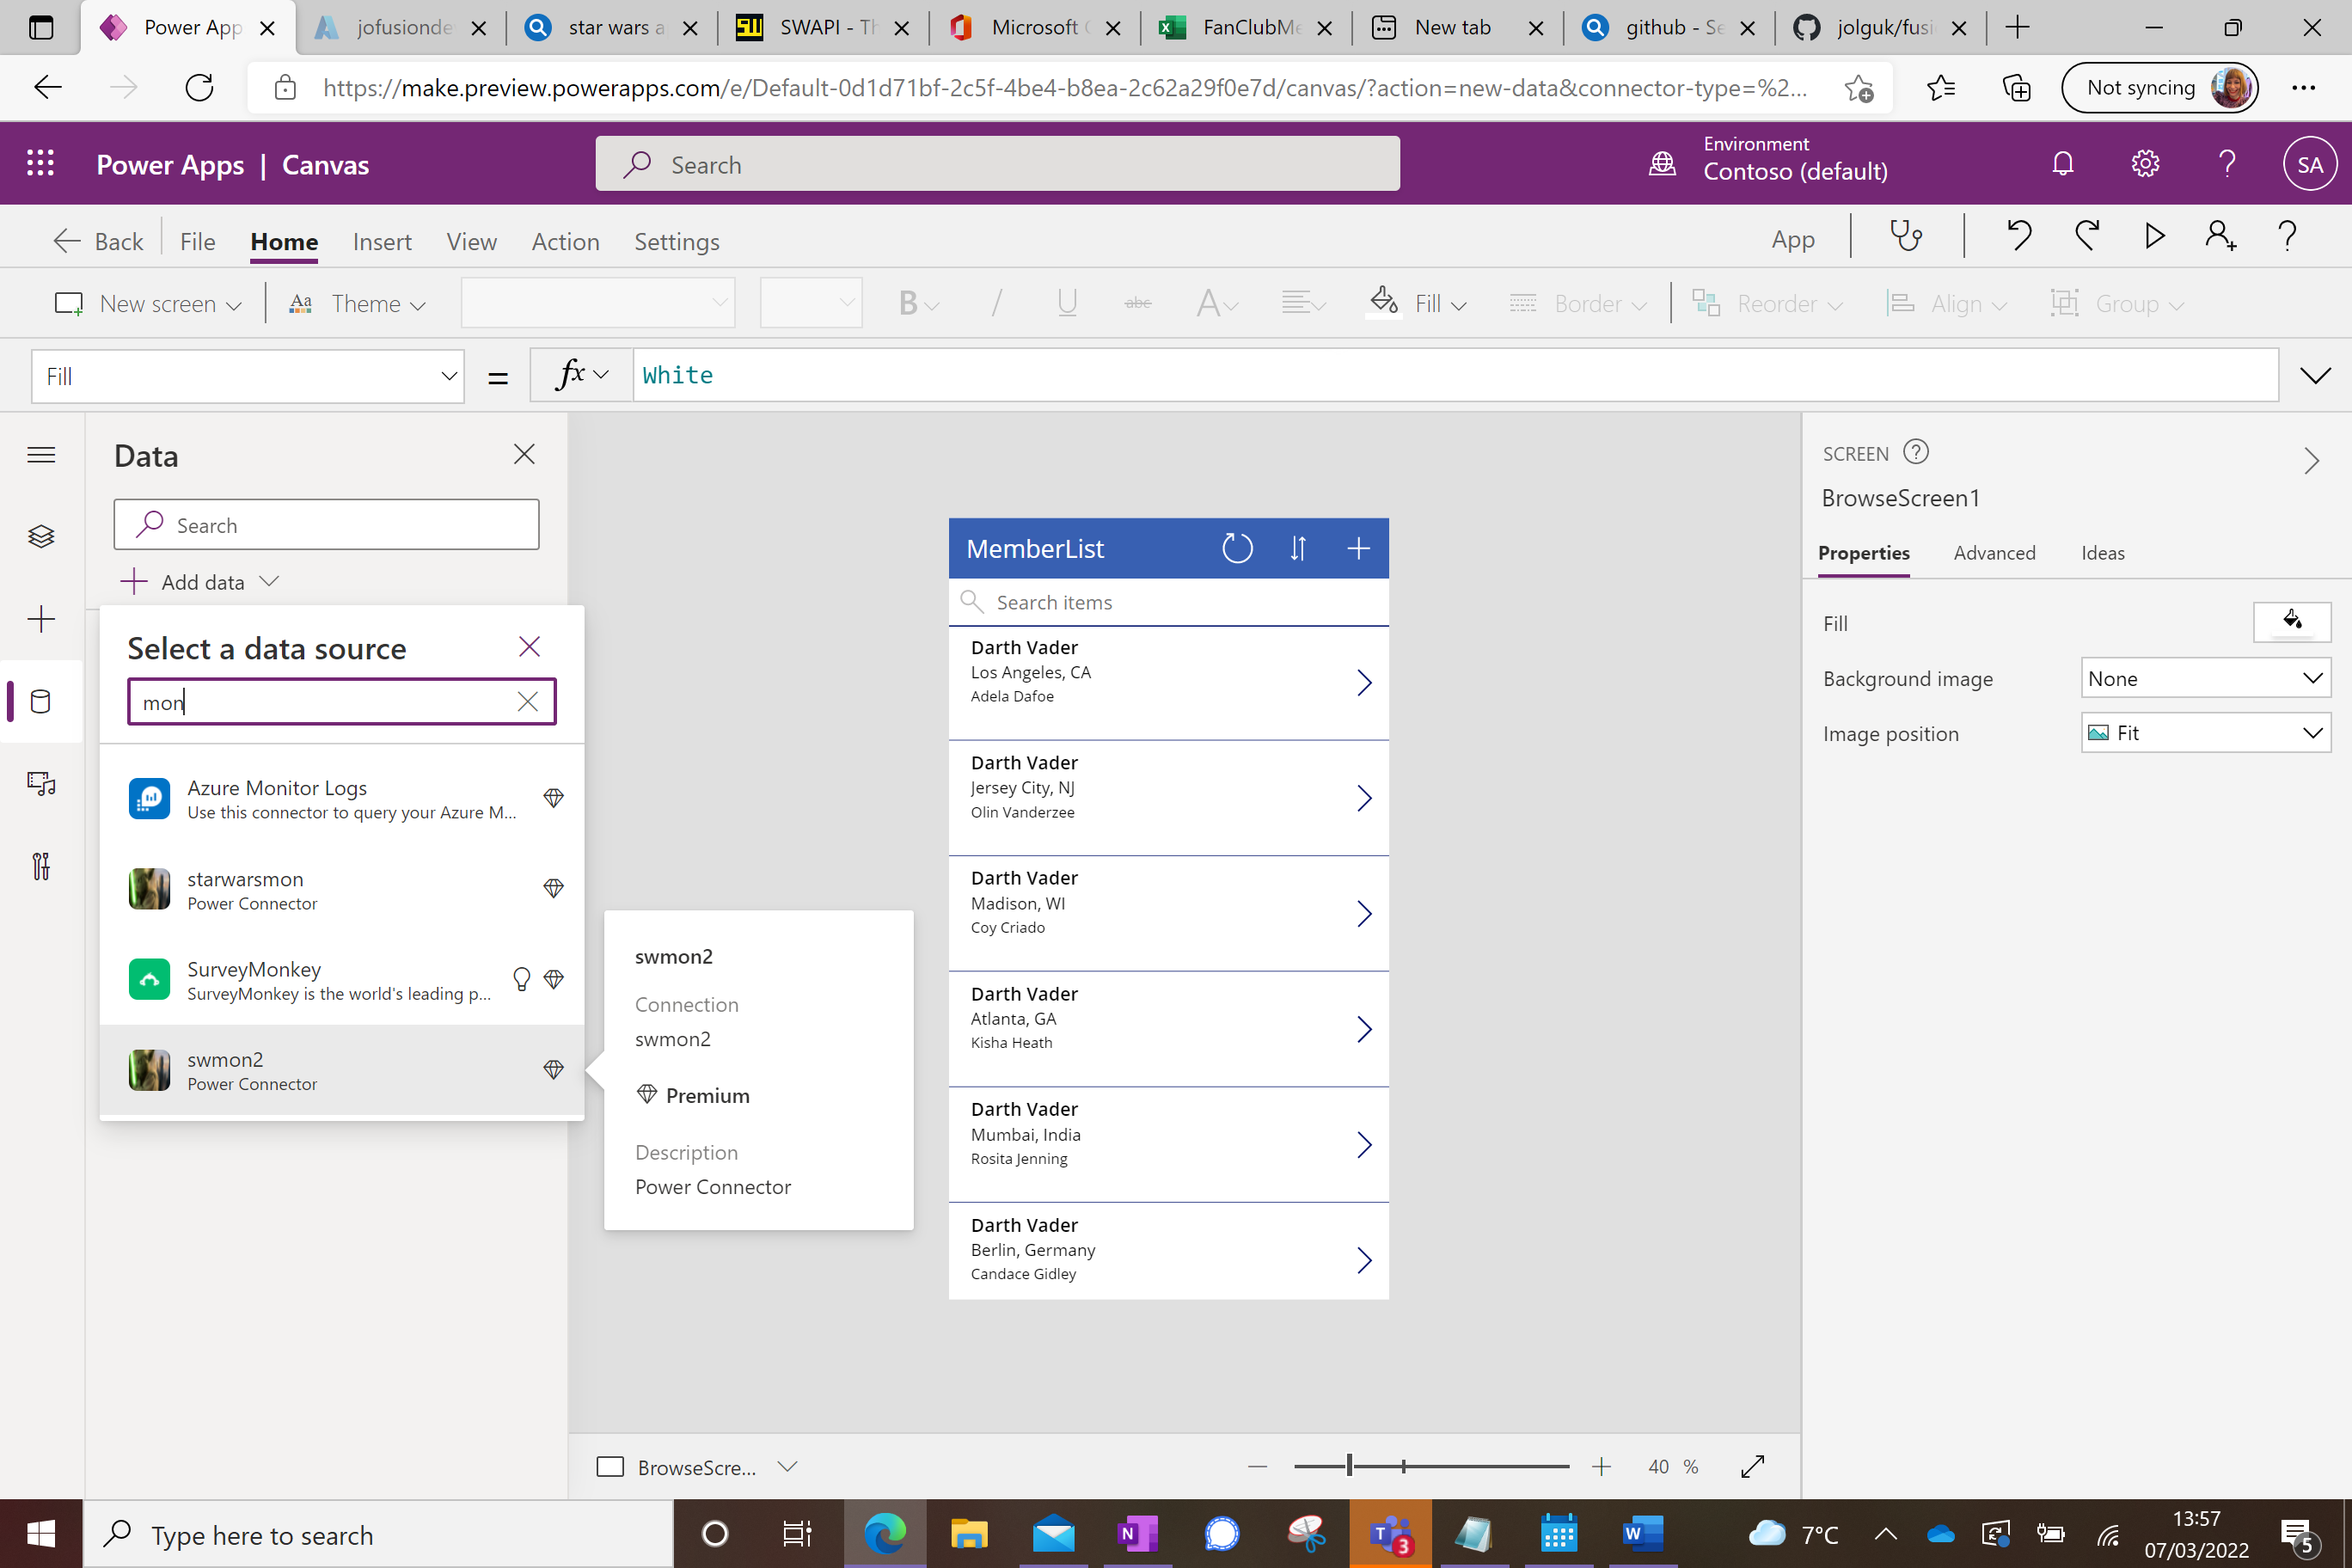 Power App
jofusionde
star wars a
SWAPI - Th
Microsoft
FanClubMe
New tab
github - Se
jolguk/fusi
https://make.preview.powerapps.com/e/Default-0d1d71bf-2c5f-4be4-b8ea-2c62a29f0e7d/canvas/?action=new-data&connector-type=%2...
Not syncing
Power Apps | Canvas
Search
Environment
Contoso (default)
SA
Back
File
Home
Insert
View
Action
Settings
App
New screen
Theme
B
abc
A
Fill
Border
Reorder
Align
Group
Fill
=
fx
White
Data
Search
Add data
Select a data source
mon
Azure Monitor Logs
Use this connector to query your Azure M...
starwarsmon
Power Connector
SurveyMonkey
SurveyMonkey is the world's leading p...
swmon2
Power Connector
swmon2
Connection
swmon2
Premium
Description
Power Connector
MemberList
Search items
Darth Vader
Los Angeles, CA
Adela Dafoe
Darth Vader
Jersey City, NJ
Olin Vanderzee
Darth Vader
Madison, WI
Coy Criado
Darth Vader
Atlanta, GA
Kisha Heath
Darth Vader
Mumbai, India
Rosita Jenning
Darth Vader
Berlin, Germany
Candace Gidley
SCREEN
BrowseScreen1
Properties
Advanced
Ideas
Fill
Background image
None
Image position
Fit
BrowseScre...
40 %
Type here to search
7°C
13:57
07/03/2022
5